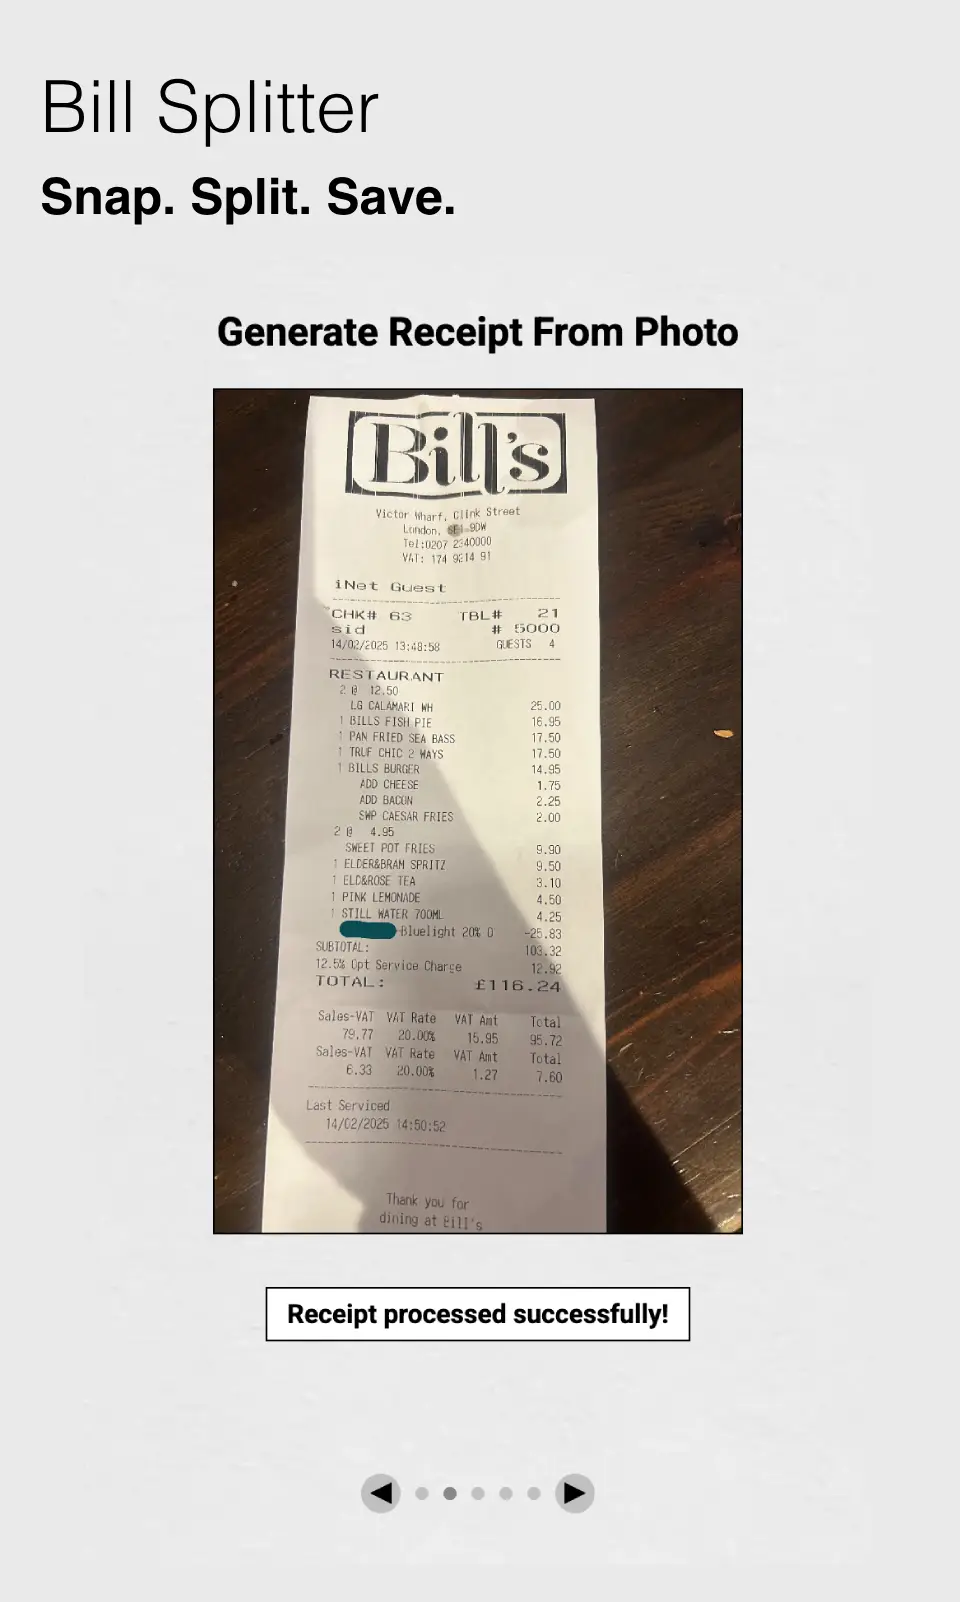 Bill Splitter
Snap. Split. Save.
Generate Receipt From Photo
Bill's
Victor Wharf, Clink Street
London, SE1 9DW
Tel:0207 2340000
VAT: 174 9214 91
iNet Guest
CHK# 63 TBL# 21
sid # 5000
14/02/2025 13:48:58 GUESTS 4
RESTAURANT
2 @ 12.50
LG CALAMARI WH 25.00
1 BILLS FISH PIE 16.95
1 PAN FRIED SEA BASS 17.50
1 TRUF CHIC 2 WAYS 17.50
1 BILLS BURGER 14.95
ADD CHEESE 1.75
ADD BACON 2.25
SWP CAESAR FRIES 2.00
2 @ 4.95
SWEET POT FRIES 9.90
1 ELDER&BRAM SPRITZ 9.50
1 ELD&ROSE TEA 3.10
1 PINK LEMONADE 4.50
1 STILL WATER 700ML 4.25
Bluelight 20% O -25.83
SUBTOTAL: 103.32
12.5% Opt Service Charge 12.92
TOTAL: £116.24
Sales-VAT VAT Rate VAT Amt Total
79.77 20.00% 15.95 95.72
Sales-VAT VAT Rate VAT Amt Total
6.33 20.00% 1.27 7.60
Last Serviced
14/02/2025 14:50:52
Thank you for
dining at Bill's
Receipt processed successfully!